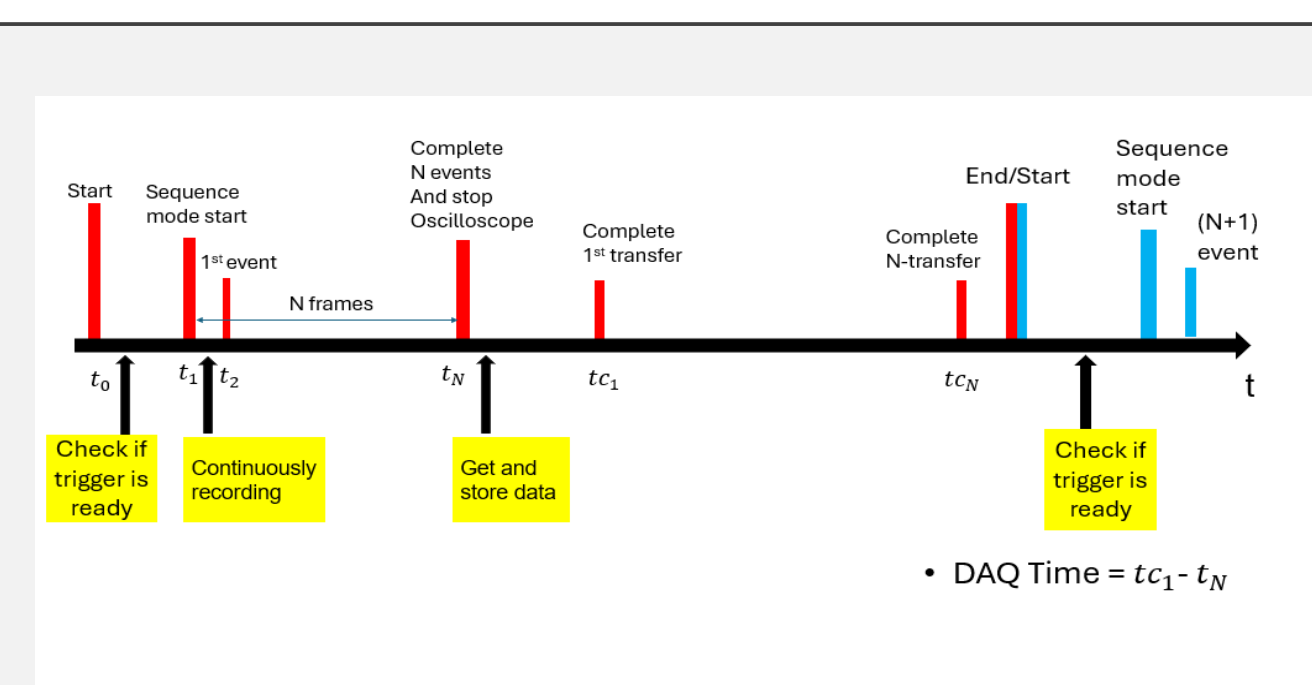 Start
Sequence
mode start
1st event
N frames
Complete
N events
And stop
Oscilloscope
Complete
1st transfer
Complete
N-transfer
End/Start
Sequence
mode
start
(N+1)
event
t0
t1
t2
tN
tc1
tcN
t
Check if
trigger is
ready
Continuously
recording
Get and
store data
Check if
trigger is
ready
• DAQ Time = tc1- tN